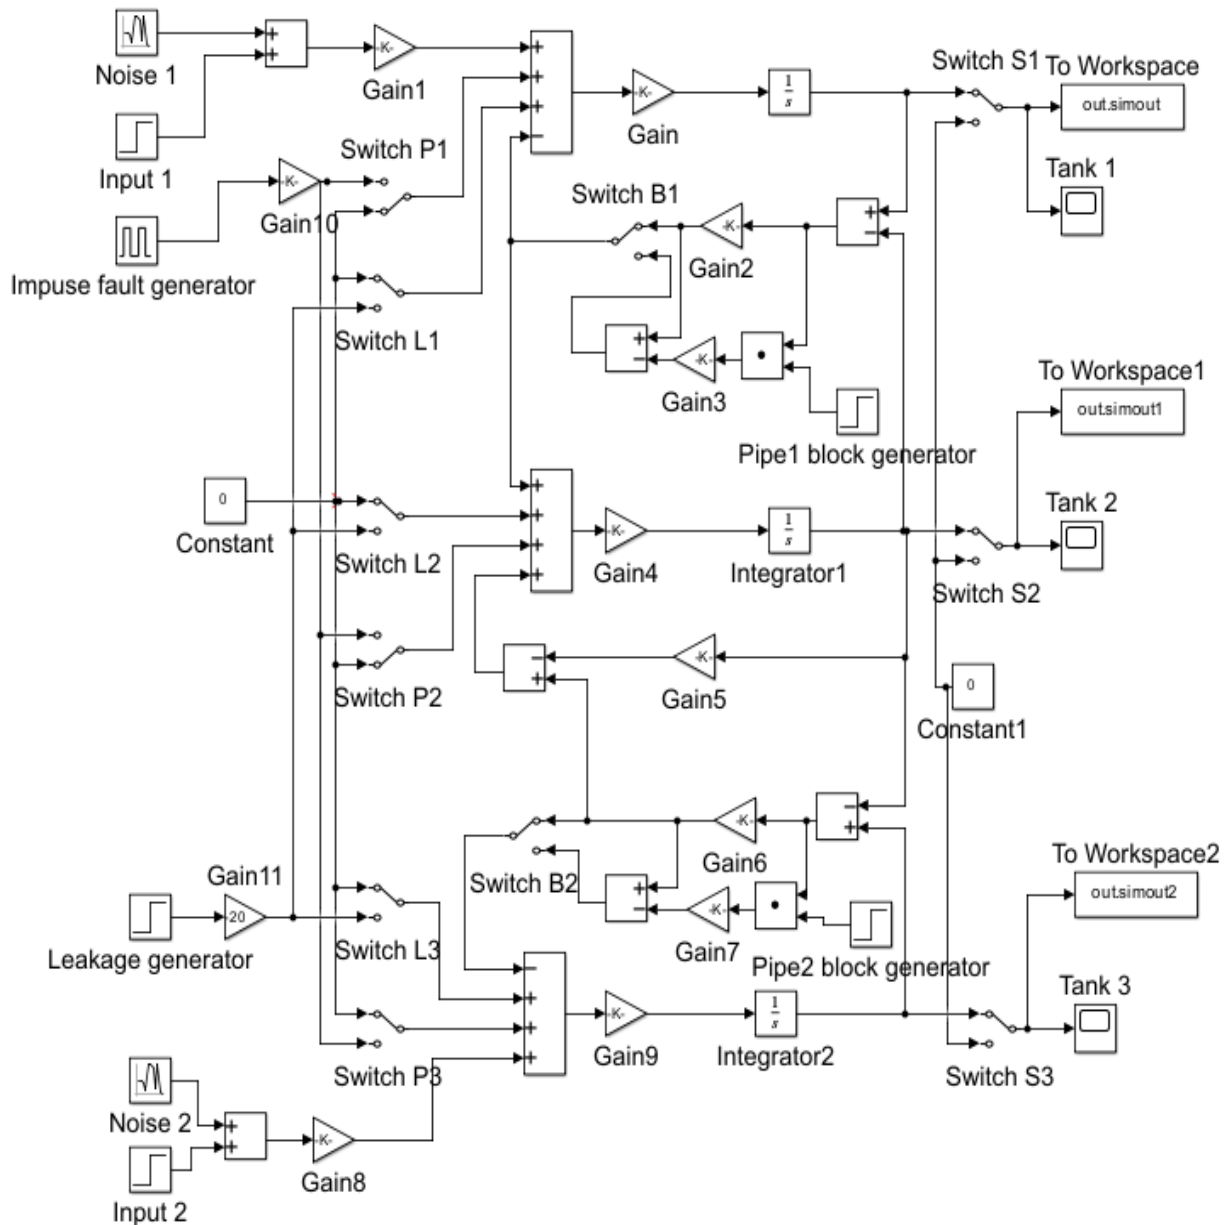 Noise 1
-K-
Gain1
Input 1
Switch P1
-K-
Gain10
Impuse fault generator
Switch L1
-K-
Gain
1
s
Switch S1
To Workspace
out.simout
Tank 1
Switch B1
-K-
Gain2
-K-
Gain3
Pipe1 block generator
To Workspace1
out.simout1
Tank 2
0
Constant
Switch L2
-K-
Gain4
1
s
Integrator1
Switch S2
Switch P2
-K-
Gain5
0
Constant1
Gain11
-20
Leakage generator
Switch L3
Switch B2
-K-
Gain6
-K-
Gain7
Pipe2 block generator
To Workspace2
out.simout2
Tank 3
Switch P3
-K-
Gain9
1
s
Integrator2
Switch S3
Noise 2
-K-
Gain8
Input 2